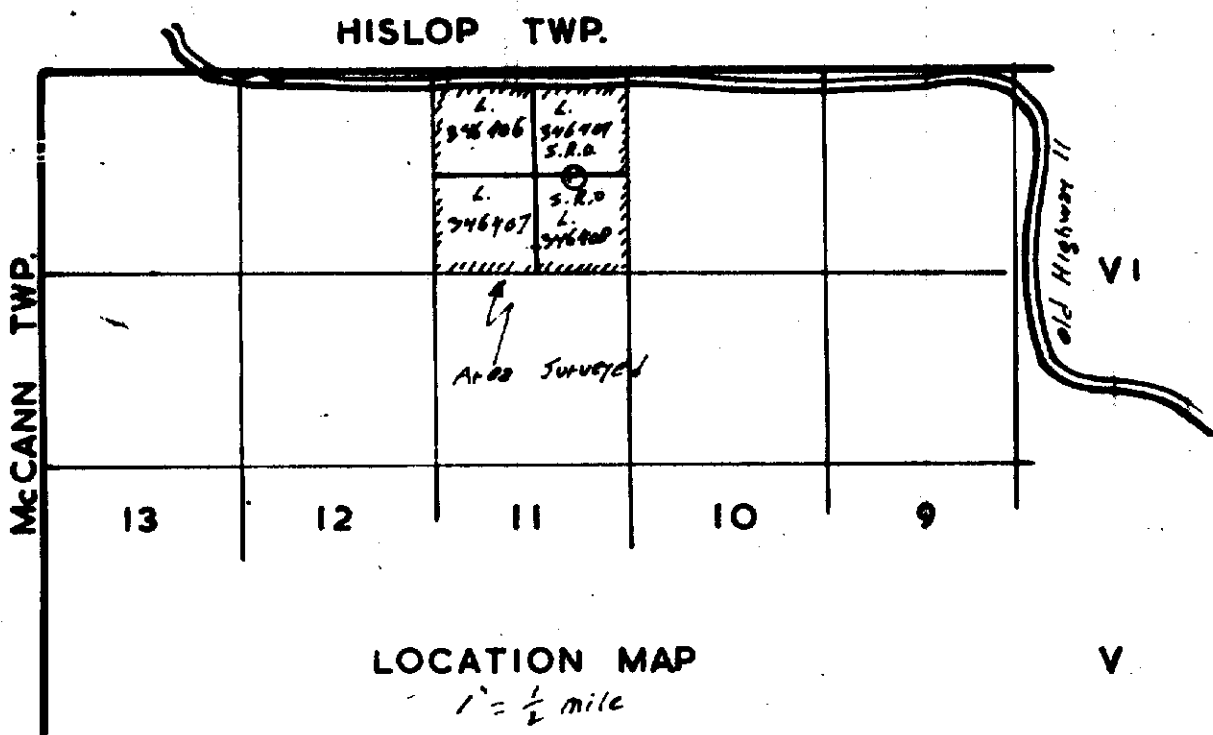 HISLOP TWP.
L.
346406
L.
S.R.O.
L.
346407
P
S.R.O
L.
346408
McCANN TWP.
Old Highway 11
VI
Area Surveyed
13
12
11
10
9
LOCATION MAP
V
1" = 1/2 mile